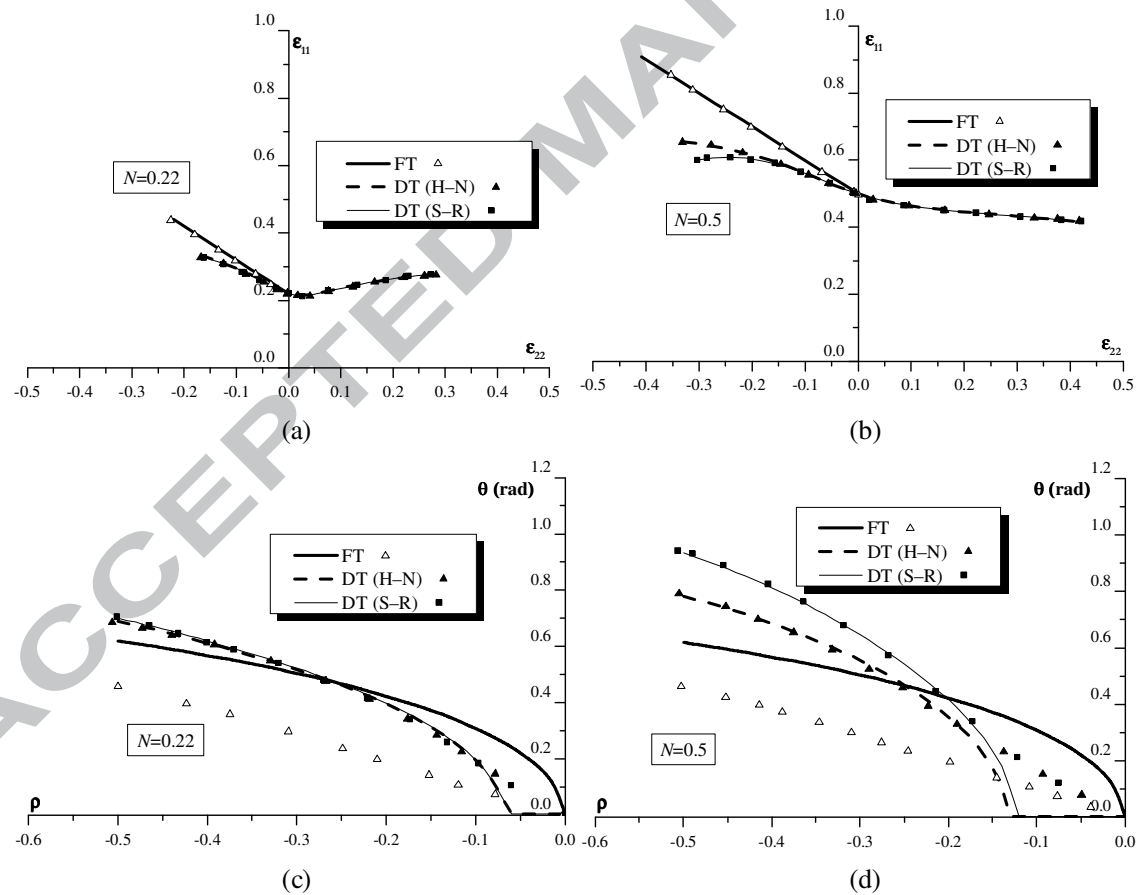 1.0
ε11
0.8
0.6
0.4
0.2
0.0
ε22
-0.5 -0.4 -0.3 -0.2 -0.1 0.0 0.1 0.2 0.3 0.4 0.5
N=0.22
FT
DT (H–N)
DT (S–R)
(a)
1.0
ε11
0.8
0.6
0.4
0.2
0.0
ε22
-0.5 -0.4 -0.3 -0.2 -0.1 0.0 0.1 0.2 0.3 0.4 0.5
N=0.5
FT
DT (H–N)
DT (S–R)
(b)
1.2
θ (rad)
1.0
0.8
0.6
0.4
0.2
0.0
ρ
-0.6 -0.5 -0.4 -0.3 -0.2 -0.1 0.0
FT
DT (H–N)
DT (S–R)
N=0.22
(c)
1.2
θ (rad)
1.0
0.8
0.6
0.4
0.2
0.0
ρ
-0.6 -0.5 -0.4 -0.3 -0.2 -0.1 0.0
FT
DT (H–N)
DT (S–R)
N=0.5
(d)
ACCEPTED MA